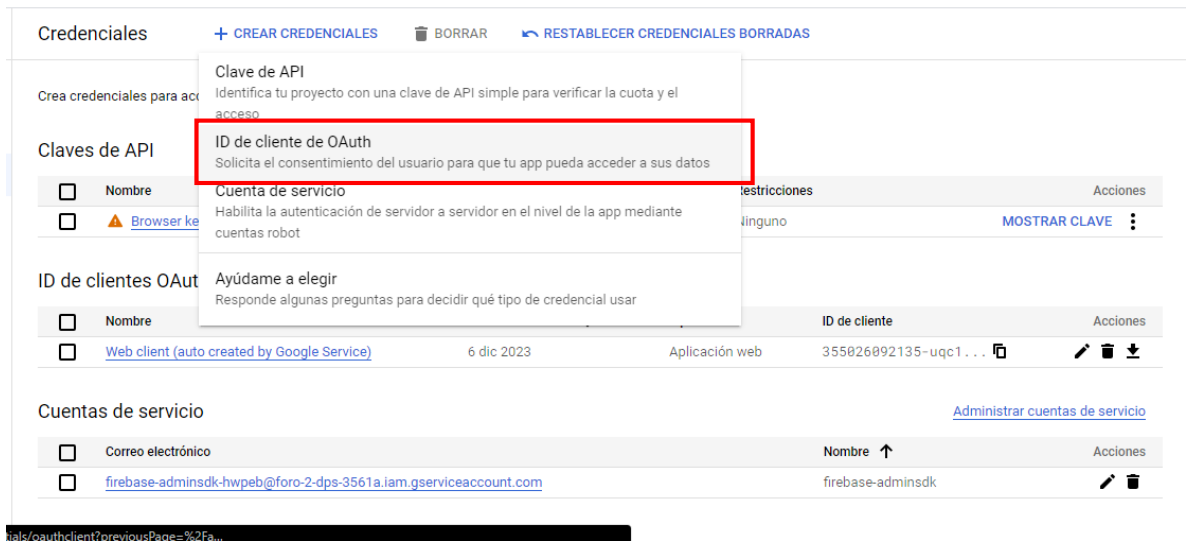 Credenciales
CREAR CREDENCIALES
BORRAR
RESTABLECER CREDENCIALES BORRADAS
Clave de API
Identifica tu proyecto con una clave de API simple para verificar la cuota y el
acceso
Crea credenciales para
ID de cliente de OAuth
Solicita el consentimiento del usuario para que tu app pueda acceder a sus datos
Claves de API
Cuenta de servicio
Habilita la autenticación de servidor a servidor en el nivel de la app mediante
cuentas robot
Nombre
Acciones
Browser
Ninguno
MOSTRAR CLAVE
Ayúdame a elegir
Responde algunas preguntas para decidir qué tipo de credencial usar
ID de clientes
Nombre
ID de cliente
Acciones
Web client (auto created by Google Service)
6 dic 2023
Aplicación web
355026092135-uqc1...
Cuentas de servicio
Administrar cuentas de servicio
Correo electrónico
Nombre
Acciones
firebase-adminsdk-hwpeb@foro-2-dps-3561a.iam.gserviceaccount.com
firebase-adminsdk
tials/oauthclient?previousPage=%2Fa...